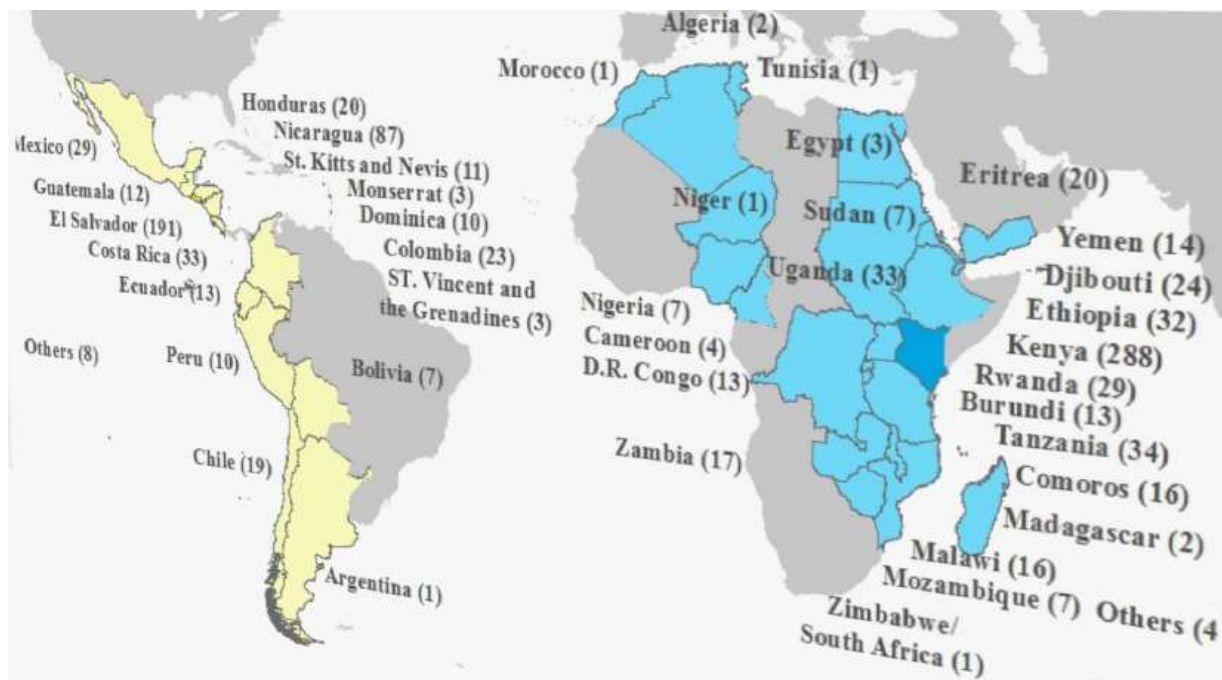 Algeria (2)
Morocco (1)
Tunisia (1)
Honduras (20)
Nicaragua (87)
Mexico (29)
St. Kitts and Nevis (11)
Egypt (3)
Eritrea (20)
Guatemala (12)
Monserrat (3)
Niger (1)
Sudan (7)
El Salvador (191)
Dominica (10)
Yemen (14)
Costa Rica (33)
Colombia (23)
Uganda (33)
Djibouti (24)
Ecuador (13)
ST. Vincent and
the Grenadines (3)
Nigeria (7)
Ethiopia (32)
Cameroon (4)
Kenya (288)
Others (8)
Peru (10)
Bolivia (7)
D.R. Congo (13)
Rwanda (29)
Burundi (13)
Tanzania (34)
Chile (19)
Zambia (17)
Comoros (16)
Madagascar (2)
Argentina (1)
Malawi (16)
Mozambique (7)
Others (4
Zimbabwe/
South Africa (1)